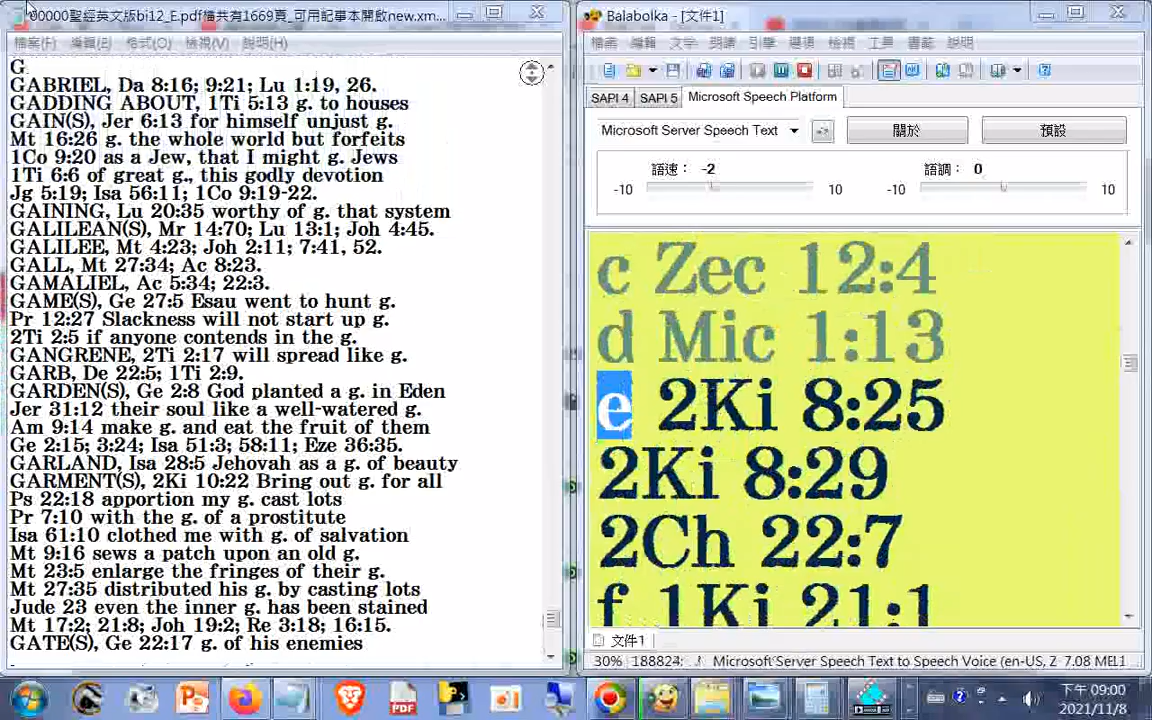 00000聖經英文版bi12_E.pdf檔共有1669頁_可用記事本開啟new.xm...
檔案(F) 編輯(E) 格式(O) 檢視(V) 說明(H)
G
GABRIEL, Da 8:16; 9:21; Lu 1:19, 26.
GADDING ABOUT, 1Ti 5:13 g. to houses
GAIN(S), Jer 6:13 for himself unjust g.
Mt 16:26 g. the whole world but forfeits
1Co 9:20 as a Jew, that I might g. Jews
1Ti 6:6 of great g., this godly devotion
Jg 5:19; Isa 56:11; 1Co 9:19-22.
GAINING, Lu 20:35 worthy of g. that system
GALILEAN(S), Mr 14:70; Lu 13:1; Joh 4:45.
GALILEE, Mt 4:23; Joh 2:11; 7:41, 52.
GALL, Mt 27:34; Ac 8:23.
GAMALIEL, Ac 5:34; 22:3.
GAME(S), Ge 27:5 Esau went to hunt g.
Pr 12:27 Slackness will not start up g.
2Ti 2:5 if anyone contends in the g.
GANGRENE, 2Ti 2:17 will spread like g.
GARB, De 22:5; 1Ti 2:9.
GARDEN(S), Ge 2:8 God planted a g. in Eden
Jer 31:12 their soul like a well-watered g.
Am 9:14 make g. and eat the fruit of them
Ge 2:15; 3:24; Isa 51:3; 58:11; Eze 36:35.
GARLAND, Isa 28:5 Jehovah as a g. of beauty
GARMENT(S), 2Ki 10:22 Bring out g. for all
Ps 22:18 apportion my g. cast lots
Pr 7:10 with the g. of a prostitute
Isa 61:10 clothed me with g. of salvation
Mt 9:16 sews a patch upon an old g.
Mt 23:5 enlarge the fringes of their g.
Mt 27:35 distributed his g. by casting lots
Jude 23 even the inner g. has been stained
Mt 17:2; 21:8; Joh 19:2; Re 3:18; 16:15.
GATE(S), Ge 22:17 g. of his enemies
Balabolka - [文件1]
檔案 編輯 文字 朗讀 引擎 選項 檢視 工具 書籤 說明
SAPI 4 SAPI 5 Microsoft Speech Platform
Microsoft Server Speech Text 關於 預設
語速： -2 語調： 0
-10 10 -10 10
c Zec 12:4
d Mic 1:13
e 2Ki 8:25
2Ki 8:29
2Ch 22:7
f 1Ki 21:1
文件1
30% 188824: Microsoft Server Speech Text to Speech Voice (en-US, Z 7.08 MEL1
PDF
下午 09:00
2021/11/8